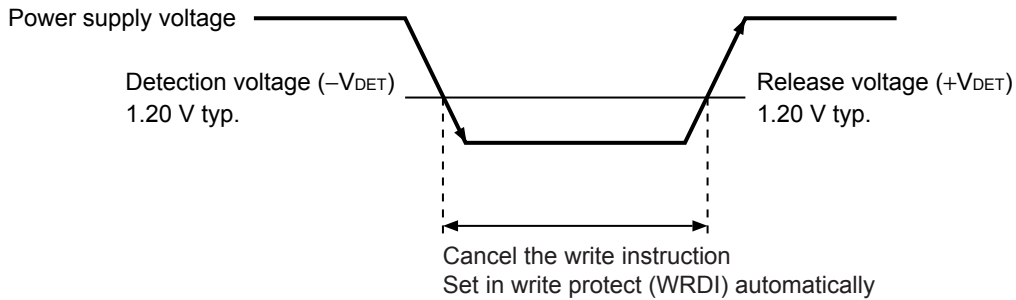 Power supply voltage
Detection voltage (−VDET)
1.20 V typ.
Release voltage (+VDET)
1.20 V typ.
Cancel the write instruction
Set in write protect (WRDI) automatically